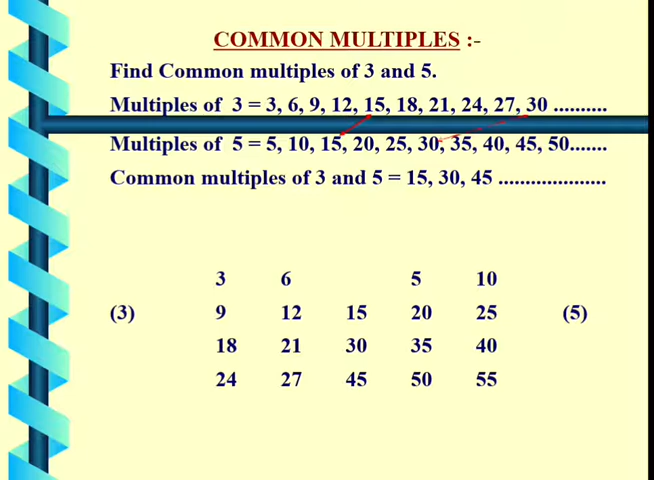 COMMON MULTIPLES :-
Find Common multiples of 3 and 5.
Multiples of 3 = 3, 6, 9, 12, 15, 18, 21, 24, 27, 30 ..........
Multiples of 5 = 5, 10, 15, 20, 25, 30, 35, 40, 45, 50.......
Common multiples of 3 and 5 = 15, 30, 45 ....................
3 6 5 10
(3) 9 12 15 20 25 (5)
18 21 30 35 40
24 27 45 50 55